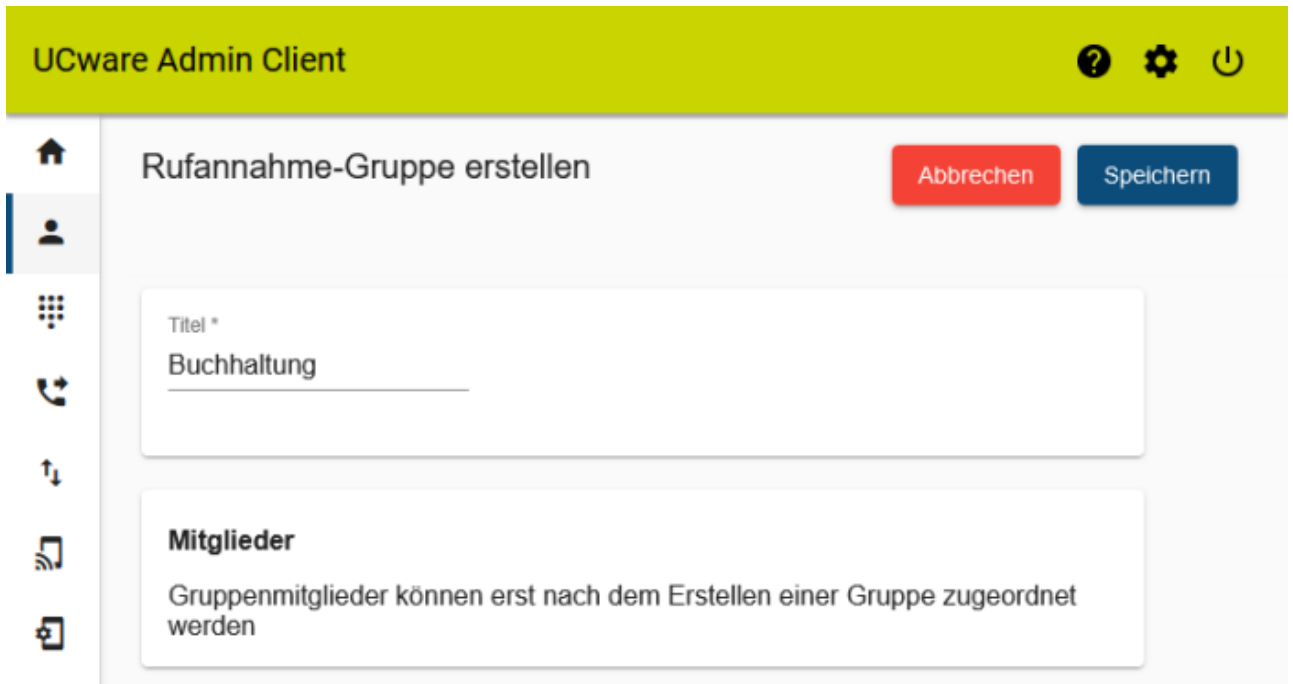 UCware Admin Client
Rufannahme-Gruppe erstellen
Abbrechen
Speichern
Titel *
Buchhaltung
Mitglieder
Gruppenmitglieder können erst nach dem Erstellen einer Gruppe zugeordnet
werden